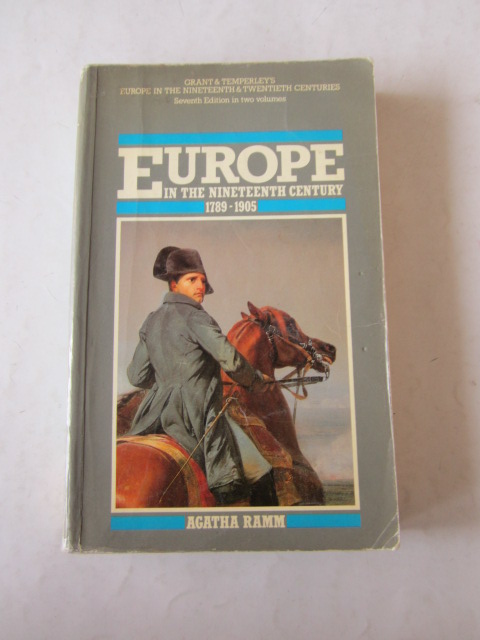 GRANT & TEMPERLEY'S
EUROPE IN THE NINETEENTH & TWENTIETH CENTURIES
Seventh Edition in two volumes
EUROPE
IN THE NINETEENTH CENTURY
1789-1905
AGATHA RAMM